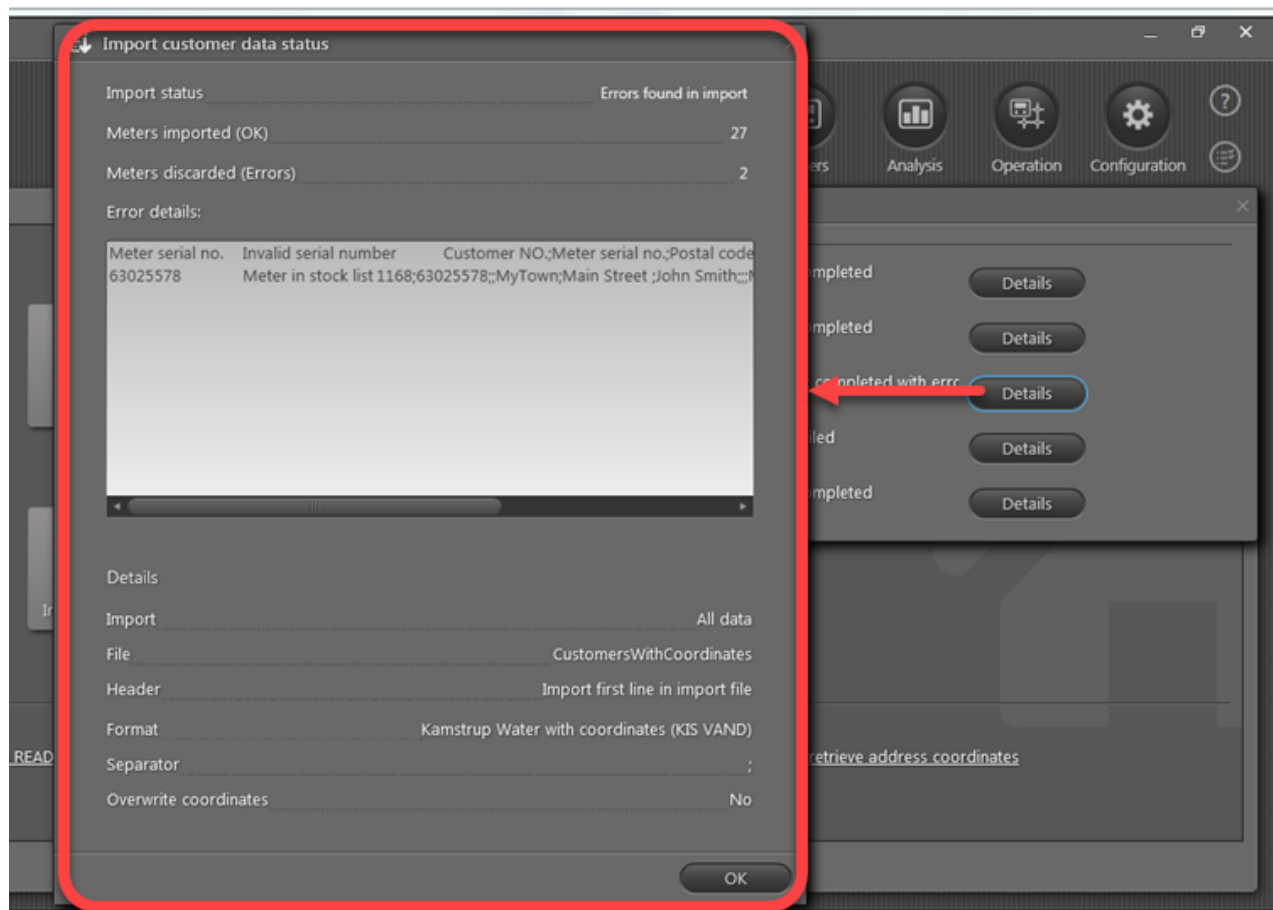 Import customer data status
Import status Errors found in import
Meters imported (OK) 27
Meters discarded (Errors) 2
Error details:
Meter serial no. Invalid serial number Customer NO.;Meter serial no.;Postal code
63025578 Meter in stock list 1168;63025578;;MyTown;Main Street ;John Smith;;;
Details
Import All data
File CustomersWithCoordinates
Header Import first line in import file
Format Kamstrup Water with coordinates (KIS VAND)
Separator ;
Overwrite coordinates No
OK
Analysis
Operation
Configuration
?
Details
Details
completed with
Details
Details
Details
READ
retrieve address coordinates